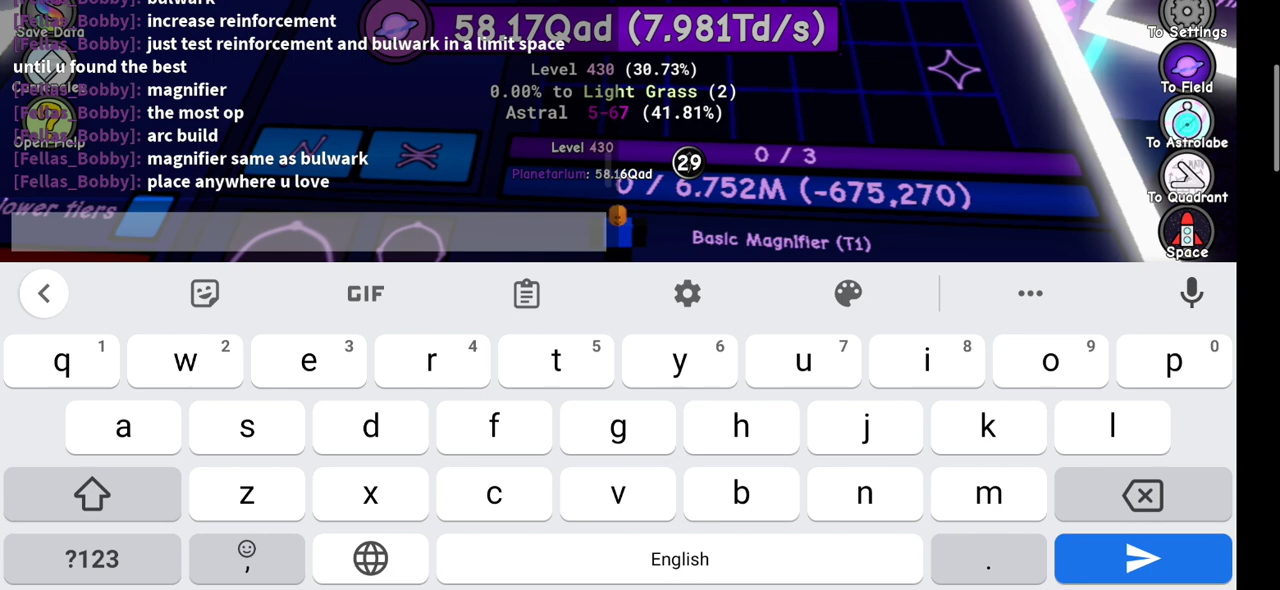 bulwark
[Fellas_Bobby]: increase reinforcement
Save Data
[Fellas_Bobby]: just test reinforcement and bulwark in a limit space
until u found the best
[Fellas_Bobby]: magnifier
[Fellas_Bobby]: the most op
Open Help
[Fellas_Bobby]: arc build
[Fellas_Bobby]: magnifier same as bulwark
[Fellas_Bobby]: place anywhere u love
lower tiers
58.17Qad (7.981Td/s)
Level 430 (30.73%)
0.00% to Light Grass (2)
Astral 5-67 (41.81%)
Level 430
29
0 / 3
Planetarium: 58.16Qad
0 / 6.752M (-675,270)
Basic Magnifier (T1)
To Settings
To Field
To Astrolabe
To Quadrant
Space
GIF
q 1 w 2 e 3 r 4 t 5 y 6 u 7 i 8 o 9 p 0
a s d f g h j k l
z x c v b n m
?123 , English .